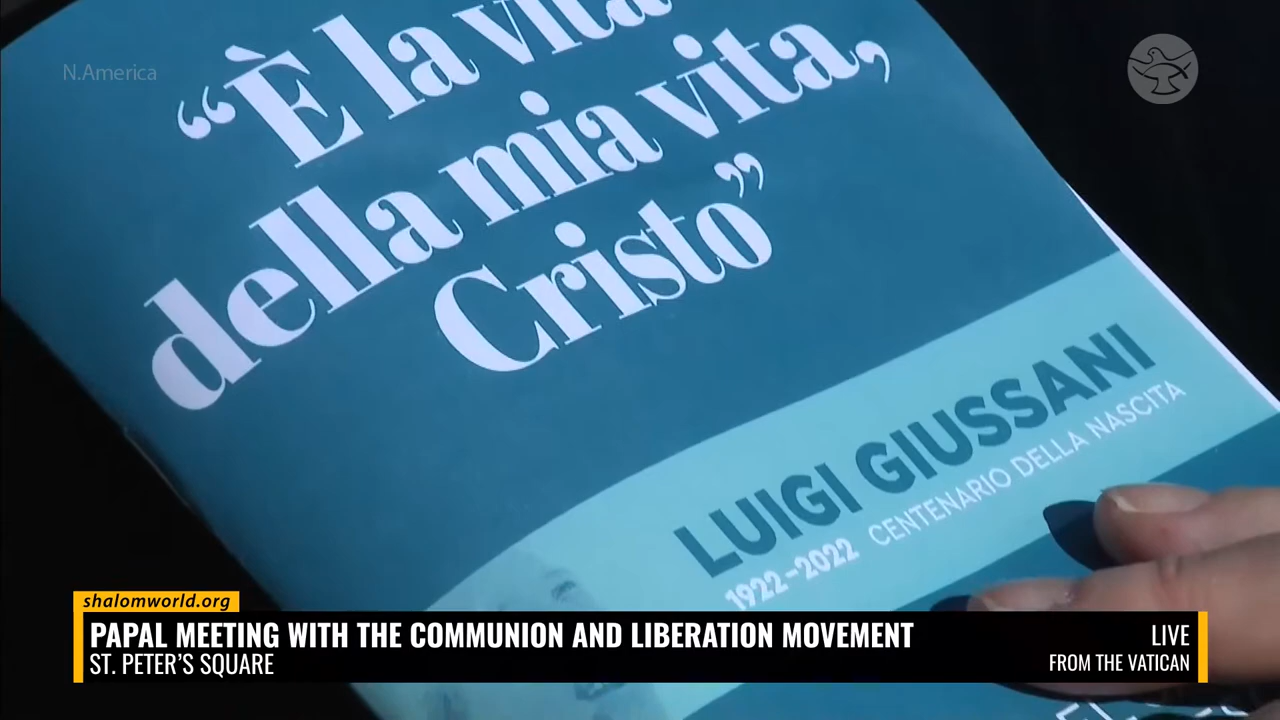 N.America
“È la vita
della mia vita,
Cristo”
LUIGI GIUSSANI
1922-2022 CENTENARIO DELLA NASCITA
shalomworld.org
PAPAL MEETING WITH THE COMMUNION AND LIBERATION MOVEMENT
ST. PETER’S SQUARE
LIVE
FROM THE VATICAN